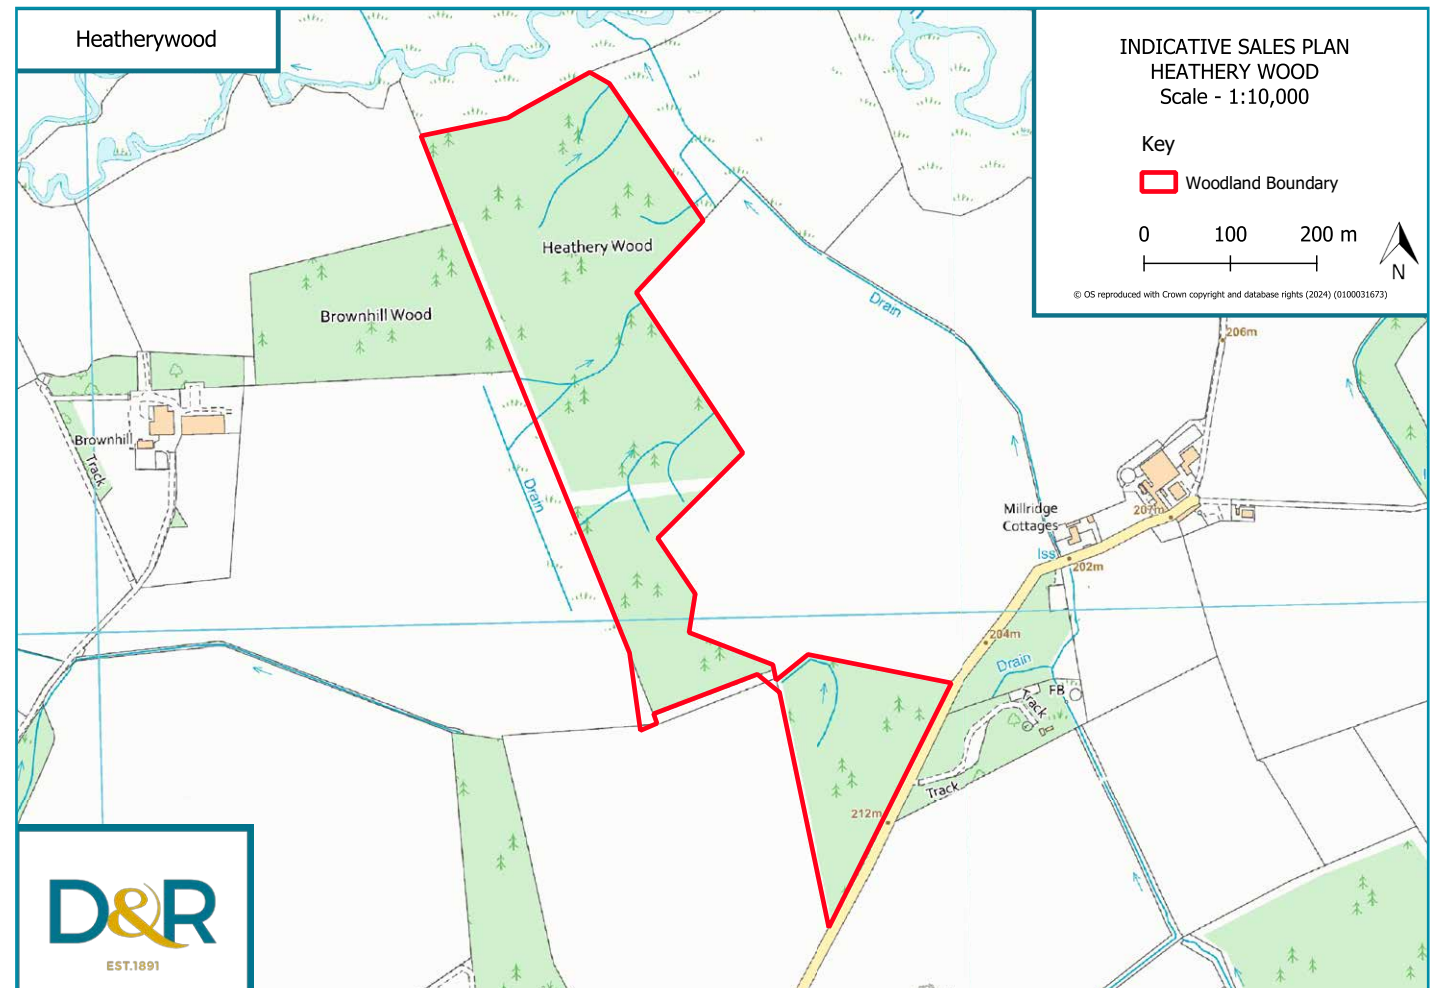 Heatherywood
INDICATIVE SALES PLAN
HEATHERY WOOD
Scale - 1:10,000
Key
Woodland Boundary
0 100 200 m
N
© OS reproduced with Crown copyright and database rights (2024) (0100031673)
Heathery Wood
Brownhill Wood
Drain
206m
Brownhill
Track
Drain
Millridge
Cottages
207m
Iss
202m
204m
Drain
FB
Track
Track
212m
D&R
EST.1891